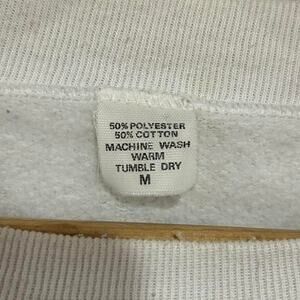 50% POLYESTER
50% COTTON
MACHINE WASH
WARM
TUMBLE DRY
M